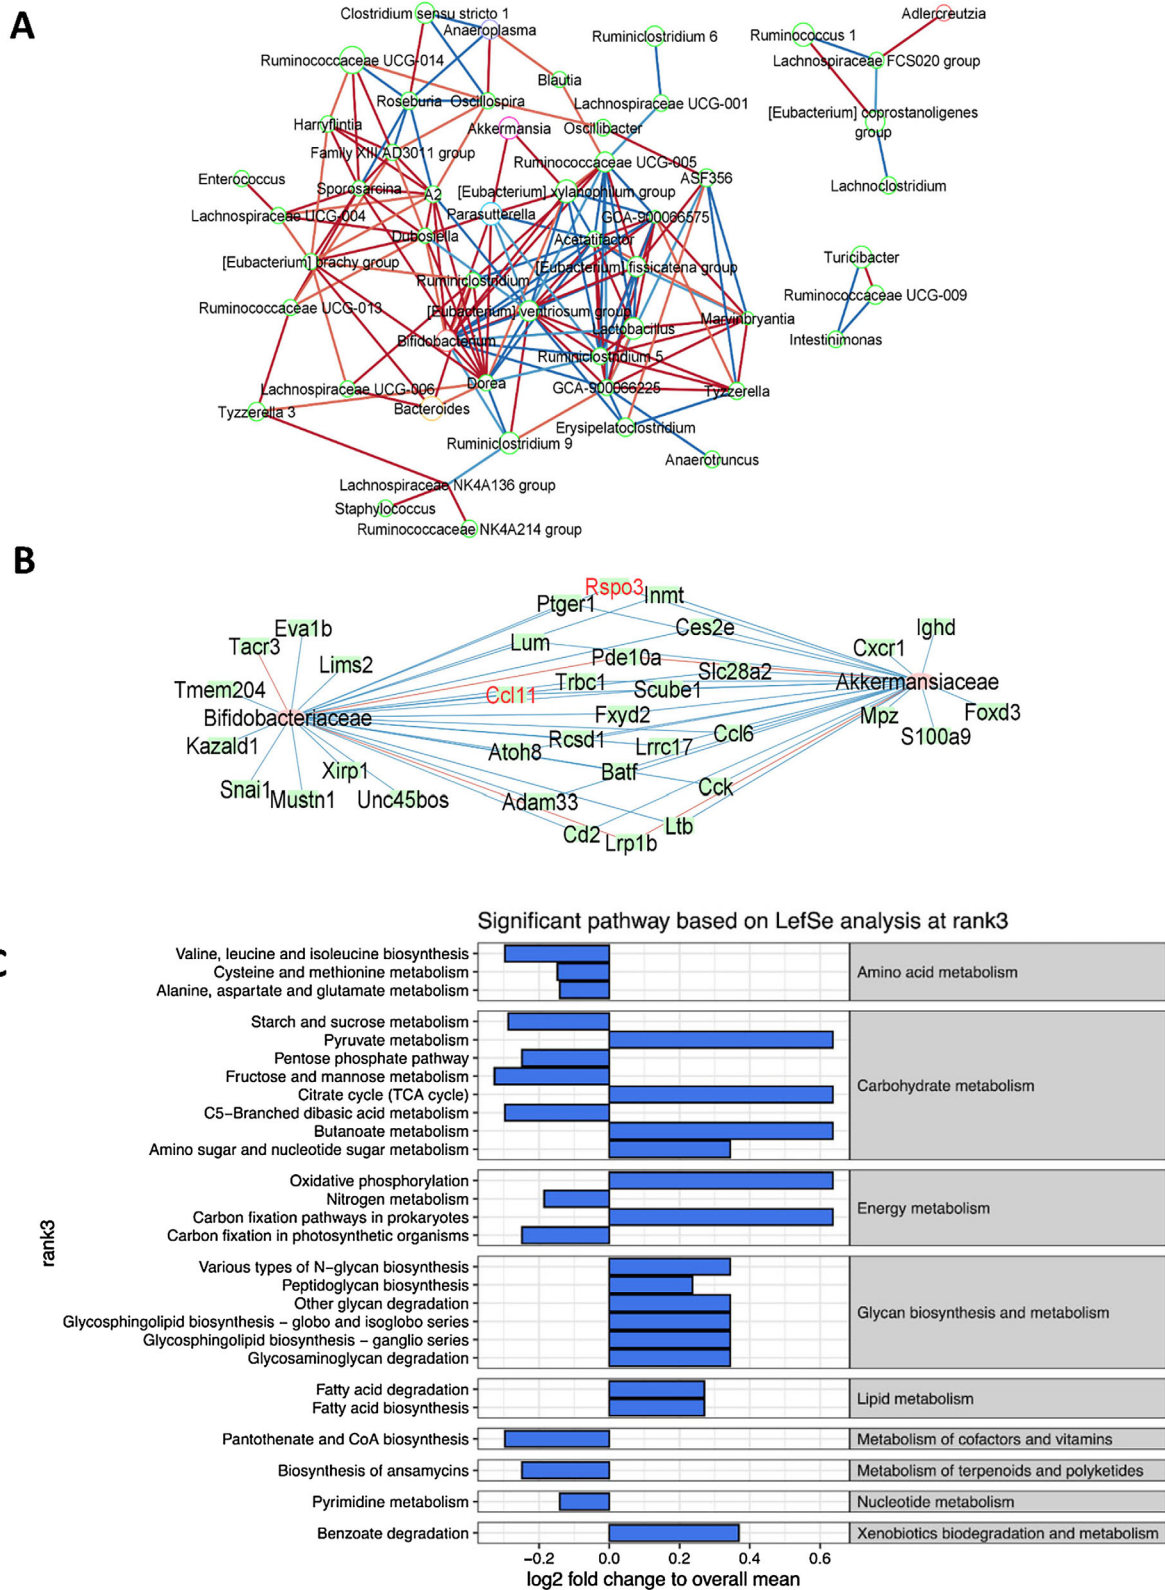 A
Clostridium sensu stricto 1
Anaeroplasma
Adlercreutzia
Ruminiclostridium 6
Ruminococcus 1
Ruminococcaceae UCG-014
Lachnospiraceae FCS020 group
Blautia
Roseburia
Oscillospira
Lachnospiraceae UCG-001
[Eubacterium] coprostanoligenes
group
Harryflintia
Akkermansia
Oscillibacter
Family XIII AD3011 group
Ruminococcaceae UCG-005
Enterococcus
ASF356
Sporosarcina
A2
[Eubacterium] xylanophilum group
Lachnoclostridium
Lachnospiraceae UCG-004
Parasutterella
GCA-900066575
Dubosiella
Acetatifactor
[Eubacterium] brachy group
[Eubacterium] fissicatena group
Turicibacter
Ruminiclostridium
Ruminococcaceae UCG-009
Ruminococcaceae UCG-013
[Eubacterium] ventriosum group
Marvinbryantia
Lactobacillus
Bifidobacterium
Intestinimonas
Ruminiclostridium 5
Lachnospiraceae UCG-006
Dorea
GCA-900066225
Tyzzerella
Tyzzerella 3
Bacteroides
Erysipelatoclostridium
Ruminiclostridium 9
Anaerotruncus
Lachnospiraceae NK4A136 group
Staphylococcus
Ruminococcaceae NK4A214 group
B
Rspo3
Inmt
Ptger1
Eva1b
Ces2e
Ighd
Tacr3
Lum
Cxcr1
Lims2
Pde10a
Slc28a2
Tmem204
Trbc1
Scube1
Akkermansiaceae
Ccl11
Bifidobacteriaceae
Fxyd2
Mpz
Foxd3
Kazald1
Atoh8
Rcsd1
Lrrc17
Ccl6
S100a9
Xirp1
Batf
Snai1
Mustn1
Unc45bos
Adam33
Cck
Cd2
Lrp1b
Ltb
C
Significant pathway based on LefSe analysis at rank3
Valine, leucine and isoleucine biosynthesis
Cysteine and methionine metabolism
Alanine, aspartate and glutamate metabolism
Amino acid metabolism
Starch and sucrose metabolism
Pyruvate metabolism
Pentose phosphate pathway
Fructose and mannose metabolism
Citrate cycle (TCA cycle)
C5−Branched dibasic acid metabolism
Butanoate metabolism
Amino sugar and nucleotide sugar metabolism
Carbohydrate metabolism
Oxidative phosphorylation
Nitrogen metabolism
Carbon fixation pathways in prokaryotes
Carbon fixation in photosynthetic organisms
Energy metabolism
rank3
Various types of N−glycan biosynthesis
Peptidoglycan biosynthesis
Other glycan degradation
Glycosphingolipid biosynthesis − globo and isoglobo series
Glycosphingolipid biosynthesis − ganglio series
Glycosaminoglycan degradation
Glycan biosynthesis and metabolism
Fatty acid degradation
Fatty acid biosynthesis
Lipid metabolism
Pantothenate and CoA biosynthesis
Metabolism of cofactors and vitamins
Biosynthesis of ansamycins
Metabolism of terpenoids and polyketides
Pyrimidine metabolism
Nucleotide metabolism
Benzoate degradation
Xenobiotics biodegradation and metabolism
−0.2 0.0 0.2 0.4 0.6
log2 fold change to overall mean